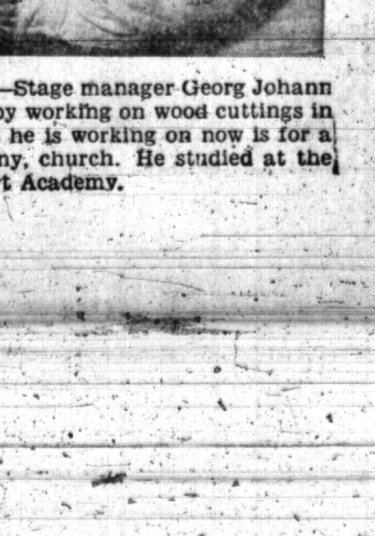 —Stage manager Georg Johann
by working on wood cuttings in
he is working on now is for a
ny, church. He studied at the
t Academy.